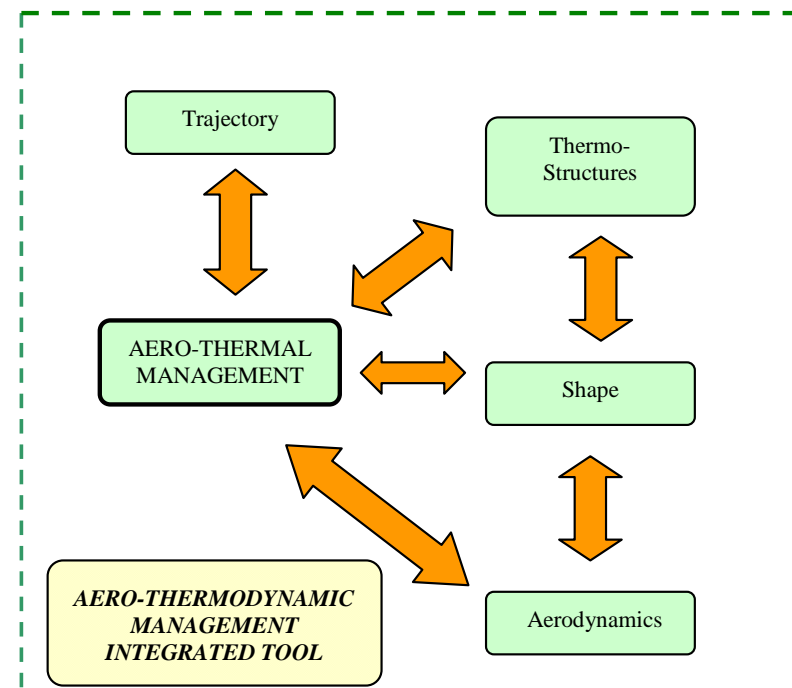 Trajectory
Thermo-
Structures
AERO-THERMAL
MANAGEMENT
Shape
AERO-THERMODYNAMIC
MANAGEMENT
INTEGRATED TOOL
Aerodynamics